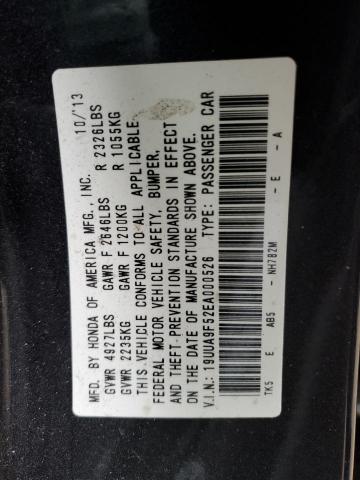 MFD. BY HONDA OF AMERICA MFG., INC. 10/'13
GVWR 4927LBS GAWR F 2646LBS R 2326LBS
GVWR 2235KG GAWR F 1200KG R 1055KG
THIS VEHICLE CONFORMS TO ALL APPLICABLE
FEDERAL MOTOR VEHICLE SAFETY, BUMPER,
AND THEFT-PREVENTION STANDARDS IN EFFECT
ON THE DATE OF MANUFACTURE SHOWN ABOVE.
V.I.N: 19UUA9F52EA000526 TYPE: PASSENGER CAR
TK5 E AB5 - NH782M - E - A